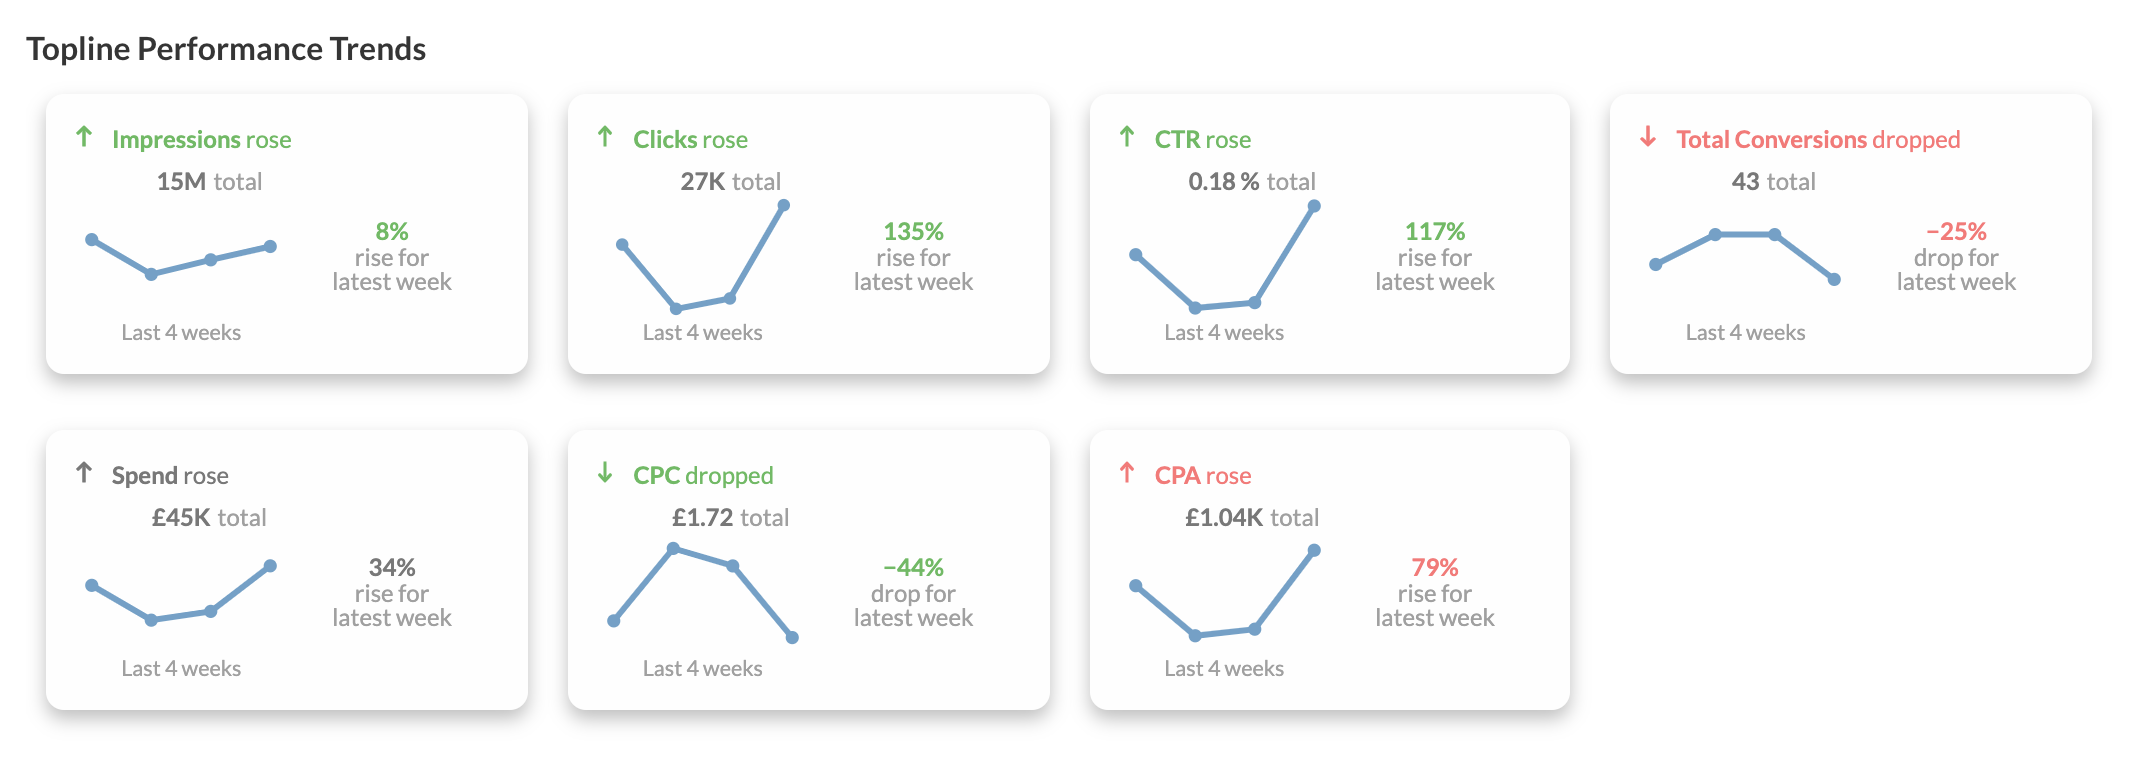 Topline Performance Trends
↑ Impressions rose
15M total
8%
rise for
latest week
Last 4 weeks
↑ Clicks rose
27K total
135%
rise for
latest week
Last 4 weeks
↑ CTR rose
0.18 % total
117%
rise for
latest week
Last 4 weeks
↓ Total Conversions dropped
43 total
−25%
drop for
latest week
Last 4 weeks
↑ Spend rose
£45K total
34%
rise for
latest week
Last 4 weeks
↓ CPC dropped
£1.72 total
−44%
drop for
latest week
Last 4 weeks
↑ CPA rose
£1.04K total
79%
rise for
latest week
Last 4 weeks